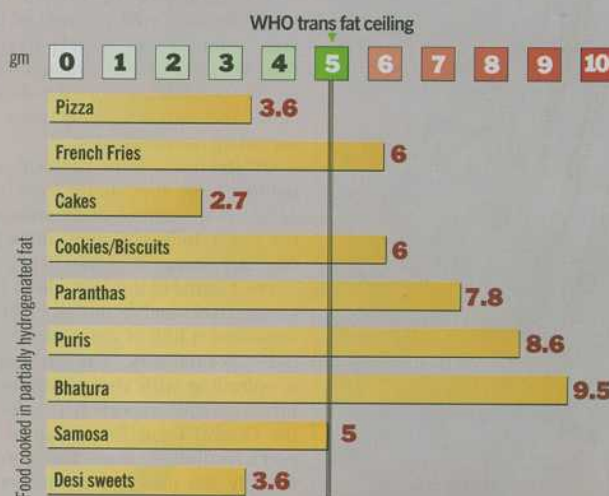 WHO trans fat ceiling
gm 0 1 2 3 4 5 6 7 8 9 10
Pizza 3.6
French Fries 6
Cakes 2.7
Cookies/Biscuits 6
Paranthas 7.8
Puris 8.6
Bhatura 9.5
Samosa 5
Desi sweets 3.6
Food cooked in partially hydrogenated fat